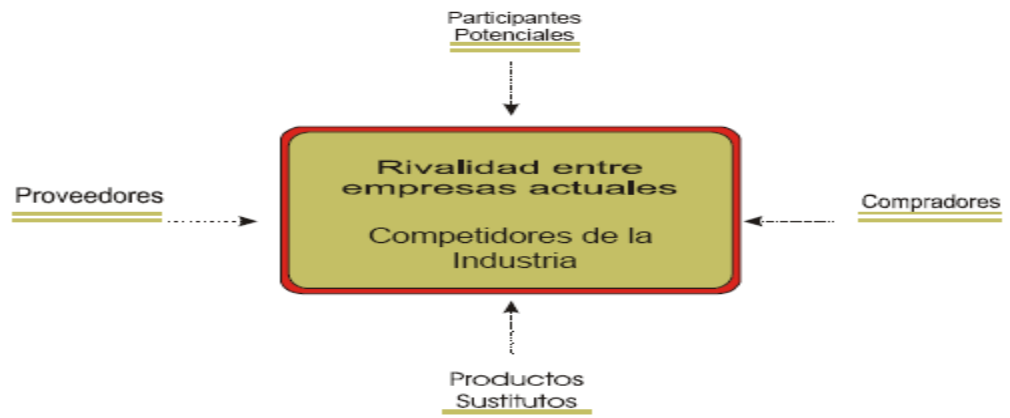 Participantes
Potenciales
Rivalidad entre
empresas actuales
Competidores de la
Industria
Proveedores
Compradores
Productos
Sustitutos